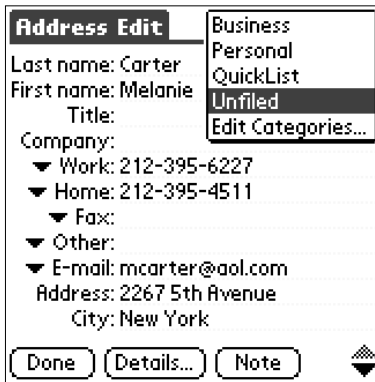 Address Edit
Business
Personal
QuickList
Unfiled
Edit Categories...
Last name: Carter
First name: Melanie
Title:
Company:
Work: 212-395-6227
Home: 212-395-4511
Fax:
Other:
E-mail: mcarter@aol.com
Address: 2267 5th Avenue
City: New York
Done Details... Note